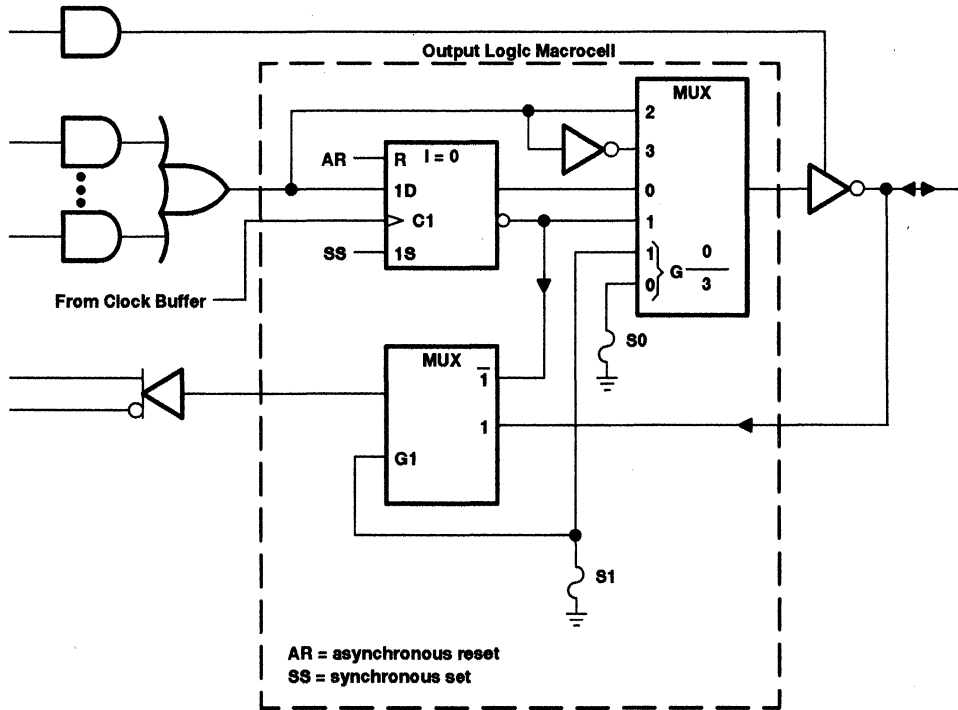 Output Logic Macrocell
MUX
2
3
0
1
1
0
G 0
3
AR
R
I = 0
1D
C1
SS
1S
From Clock Buffer
S0
MUX
1̅
1
G1
S1
AR = asynchronous reset
SS = synchronous set